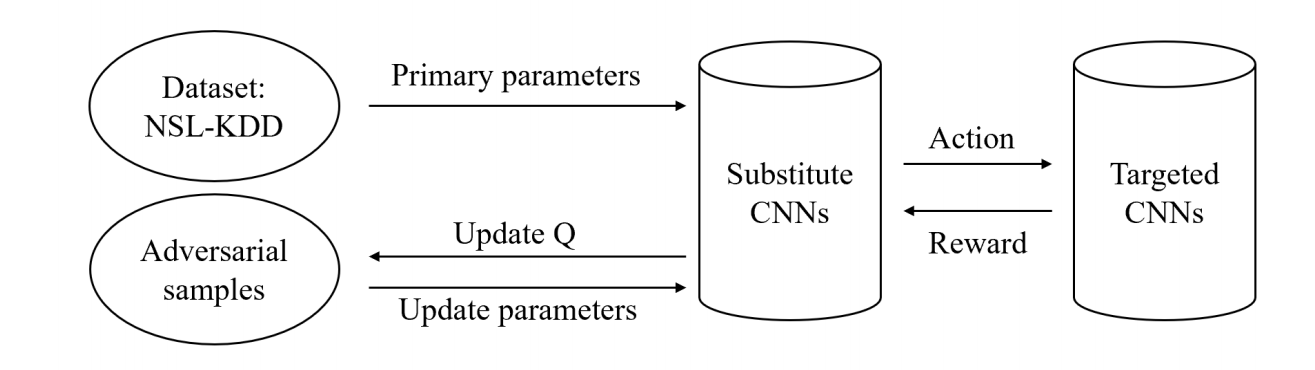 Dataset:
NSL-KDD
Primary parameters
Adversarial
samples
Update Q
Update parameters
Substitute
CNNs
Action
Reward
Targeted
CNNs